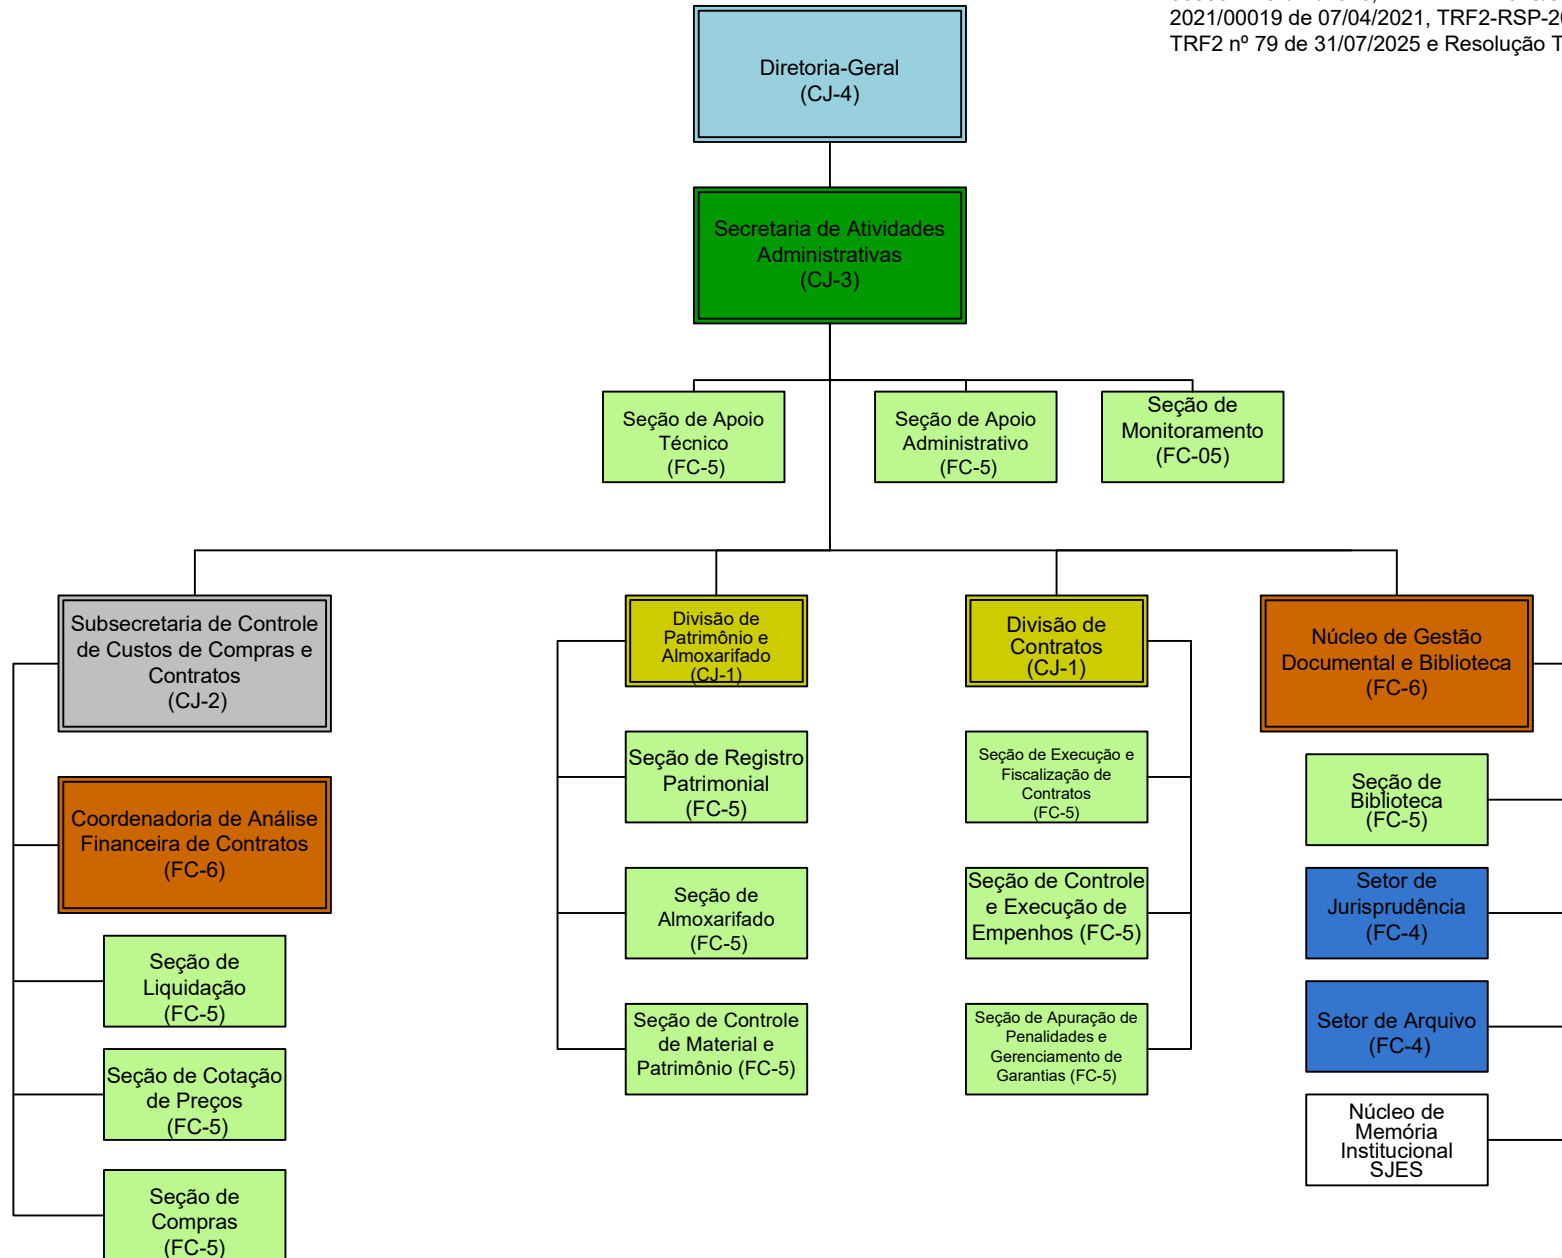 2021/00019 de 07/04/2021, TRF2-RSP-20
TRF2 nº 79 de 31/07/2025 e Resolução T
Diretoria-Geral
(CJ-4)
Secretaria de Atividades
Administrativas
(CJ-3)
Seção de Apoio
Técnico
(FC-5)
Seção de Apoio
Administrativo
(FC-5)
Seção de
Monitoramento
(FC-05)
Subsecretaria de Controle
de Custos de Compras e
Contratos
(CJ-2)
Divisão de
Patrimônio e
Almoxarifado
(CJ-1)
Divisão de
Contratos
(CJ-1)
Núcleo de Gestão
Documental e Biblioteca
(FC-6)
Coordenadoria de Análise
Financeira de Contratos
(FC-6)
Seção de
Liquidação
(FC-5)
Seção de Cotação
de Preços
(FC-5)
Seção de
Compras
(FC-5)
Seção de Registro
Patrimonial
(FC-5)
Seção de
Almoxarifado
(FC-5)
Seção de Controle
de Material e
Patrimônio (FC-5)
Seção de Execução e
Fiscalização de
Contratos
(FC-5)
Seção de Controle
e Execução de
Empenhos (FC-5)
Seção de Apuração de
Penalidades e
Gerenciamento de
Garantias (FC-5)
Seção de
Biblioteca
(FC-5)
Setor de
Jurisprudência
(FC-4)
Setor de Arquivo
(FC-4)
Núcleo de
Memória
Institucional
SJES